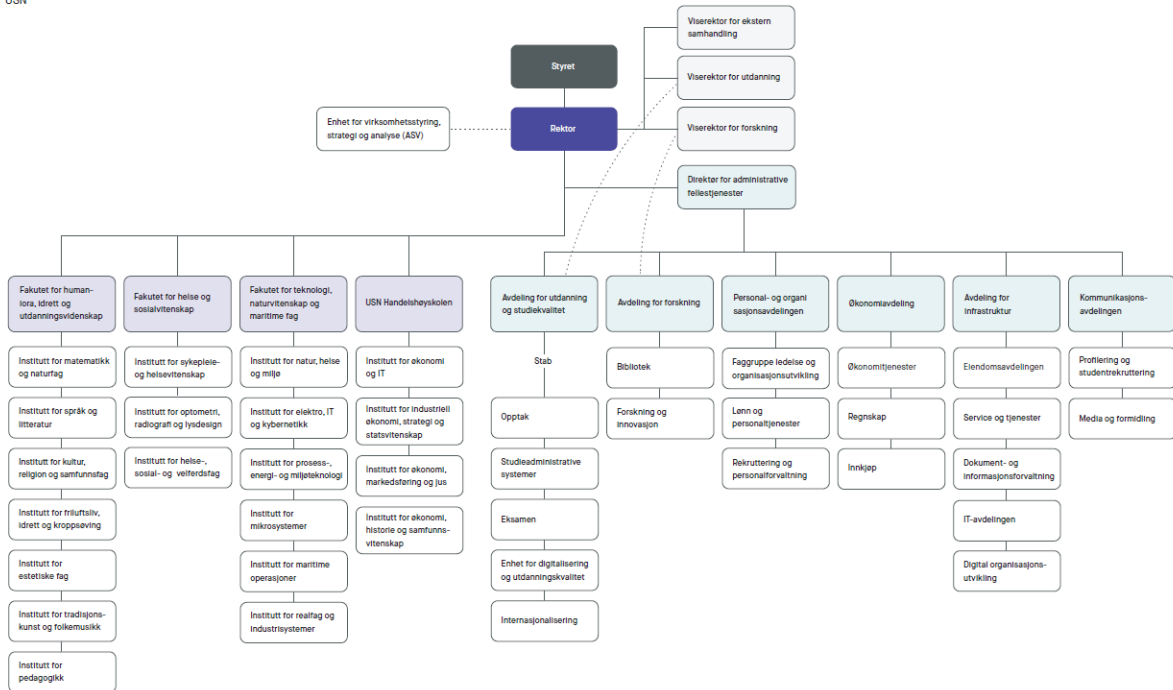 USN
Viserektor for ekstern
samhandling
Styret
Viserektor for utdanning
Enhet for virksomhetsstyring,
strategi og analyse (ASV)
Rektor
Viserektor for forskning
Direktør for administrative
fellestjenester
Fakutet for human-
iora, idrett og
utdanningsvidenskap
Institutt for matematikk
og naturfag
Institutt for språk og
litteratur
Institutt for kultur,
religion og samfunnsfag
Institutt for friluftsliv,
idrett og kroppsøving
Institutt for
estetiske fag
Institutt for tradisjons-
kunst og folkemusikk
Institutt for
pedagogikk
Fakutet for helse og
sosialvitenskap
Institutt for sykepleie-
og helsevitenskap
Institutt for optometri,
radiografi og lysdesign
Institutt for helse-,
sosial- og velferdsfag
Fakutet for teknologi,
naturvitenskap og
maritime fag
Institutt for natur, helse
og miljø
Institutt for elektro, IT
og kybernetikk
Institutt for prosess-,
energi- og miljøteknologi
Institutt for
mikrosystemer
Institutt for maritime
operasjoner
Institutt for realfag og
industrisystemer
USN Handelshøyskolen
Institutt for økonomi
og IT
Institutt for industriell
økonomi, strategi og
statsvitenskap
Institutt for økonomi,
markedsføring og jus
Institutt for økonomi,
historie og samfunns-
vitenskap
Avdeling for utdanning
og studiekvalitet
Stab
Opptak
Studieadministrative
systemer
Eksamen
Enhet for digitalisering
og utdanningskvalitet
Internasjonalisering
Avdeling for forskning
Bibliotek
Forskning og
innovasjon
Personal- og organi
sasjonsavdelingen
Faggruppe ledelse og
organisasjonsutvikling
Lønn og
personaltjenester
Rekruttering og
personalforvaltning
Økonomiavdeling
Økonomitjenester
Regnskap
Innkjøp
Avdeling for
infrastruktur
Eiendomsavdelingen
Service og tjenester
Dokument- og
informasjonsforvaltning
IT-avdelingen
Digital organisasjons-
utvikling
Kommunikasjons-
avdelingen
Profilering og
studentrekruttering
Media og formidling